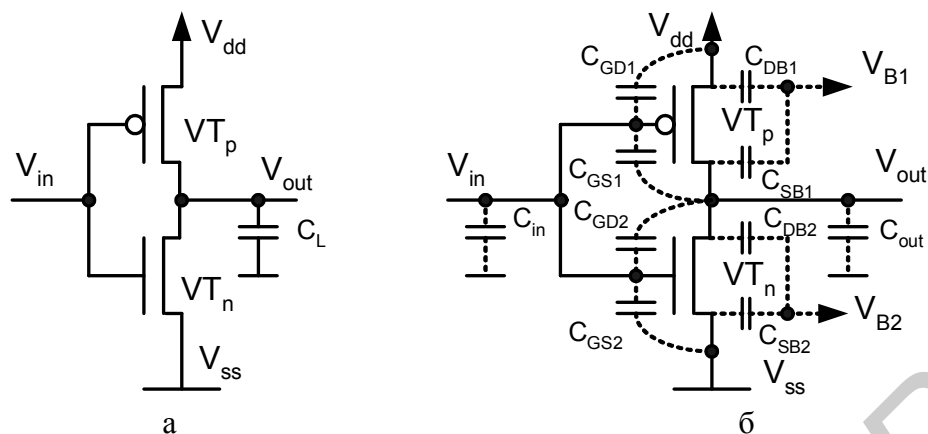 V_dd
VT_p
V_in
V_out
C_L
VT_n
V_ss
а
V_dd
C_GD1
C_DB1
V_B1
VT_p
V_in
C_GS1
C_SB1
V_out
C_in
C_GD2
C_DB2
C_out
VT_n
C_GS2
C_SB2
V_B2
V_ss
б